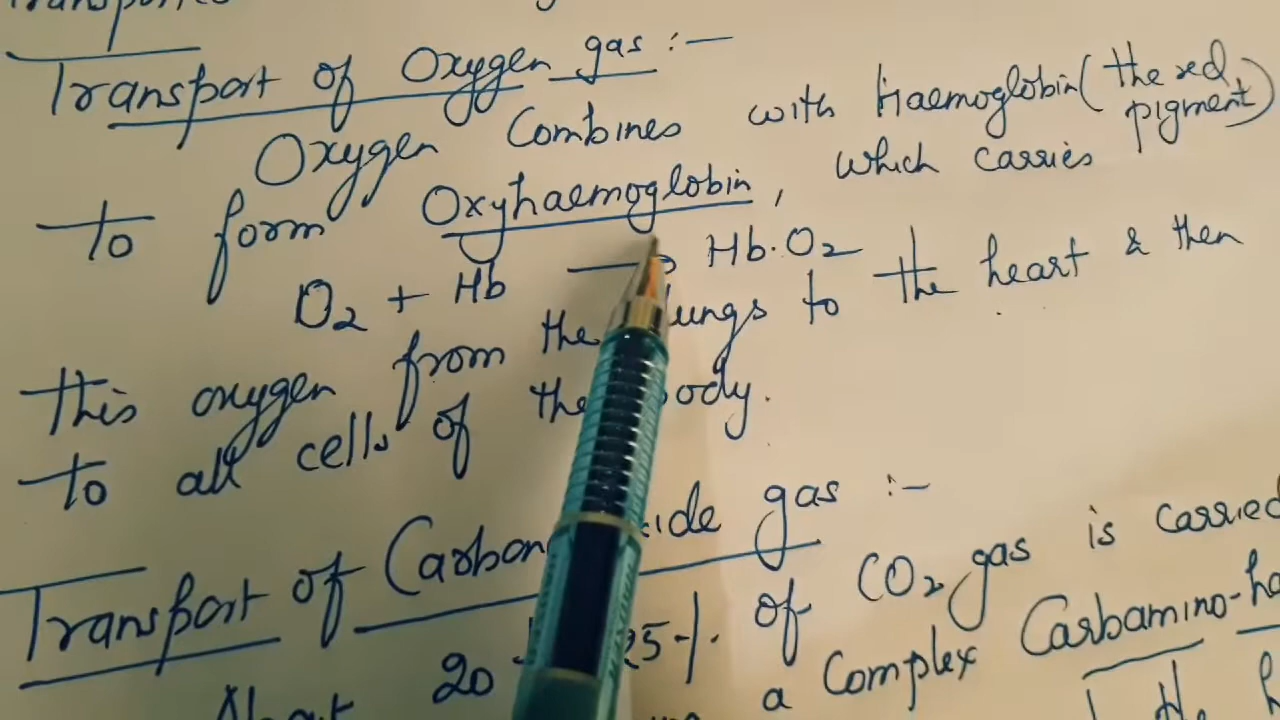 Transport of Oxygen gas :-
Oxygen Combines with Haemoglobin (the red pigment)
to form Oxyhaemoglobin, which carries
O2 + Hb → Hb.O2
this oxygen from the lungs to the heart & then
to all cells of the body.
Transport of Carbon gas :-
About 20 25% of CO2 gas is carried
a Complex Carbamino-
the